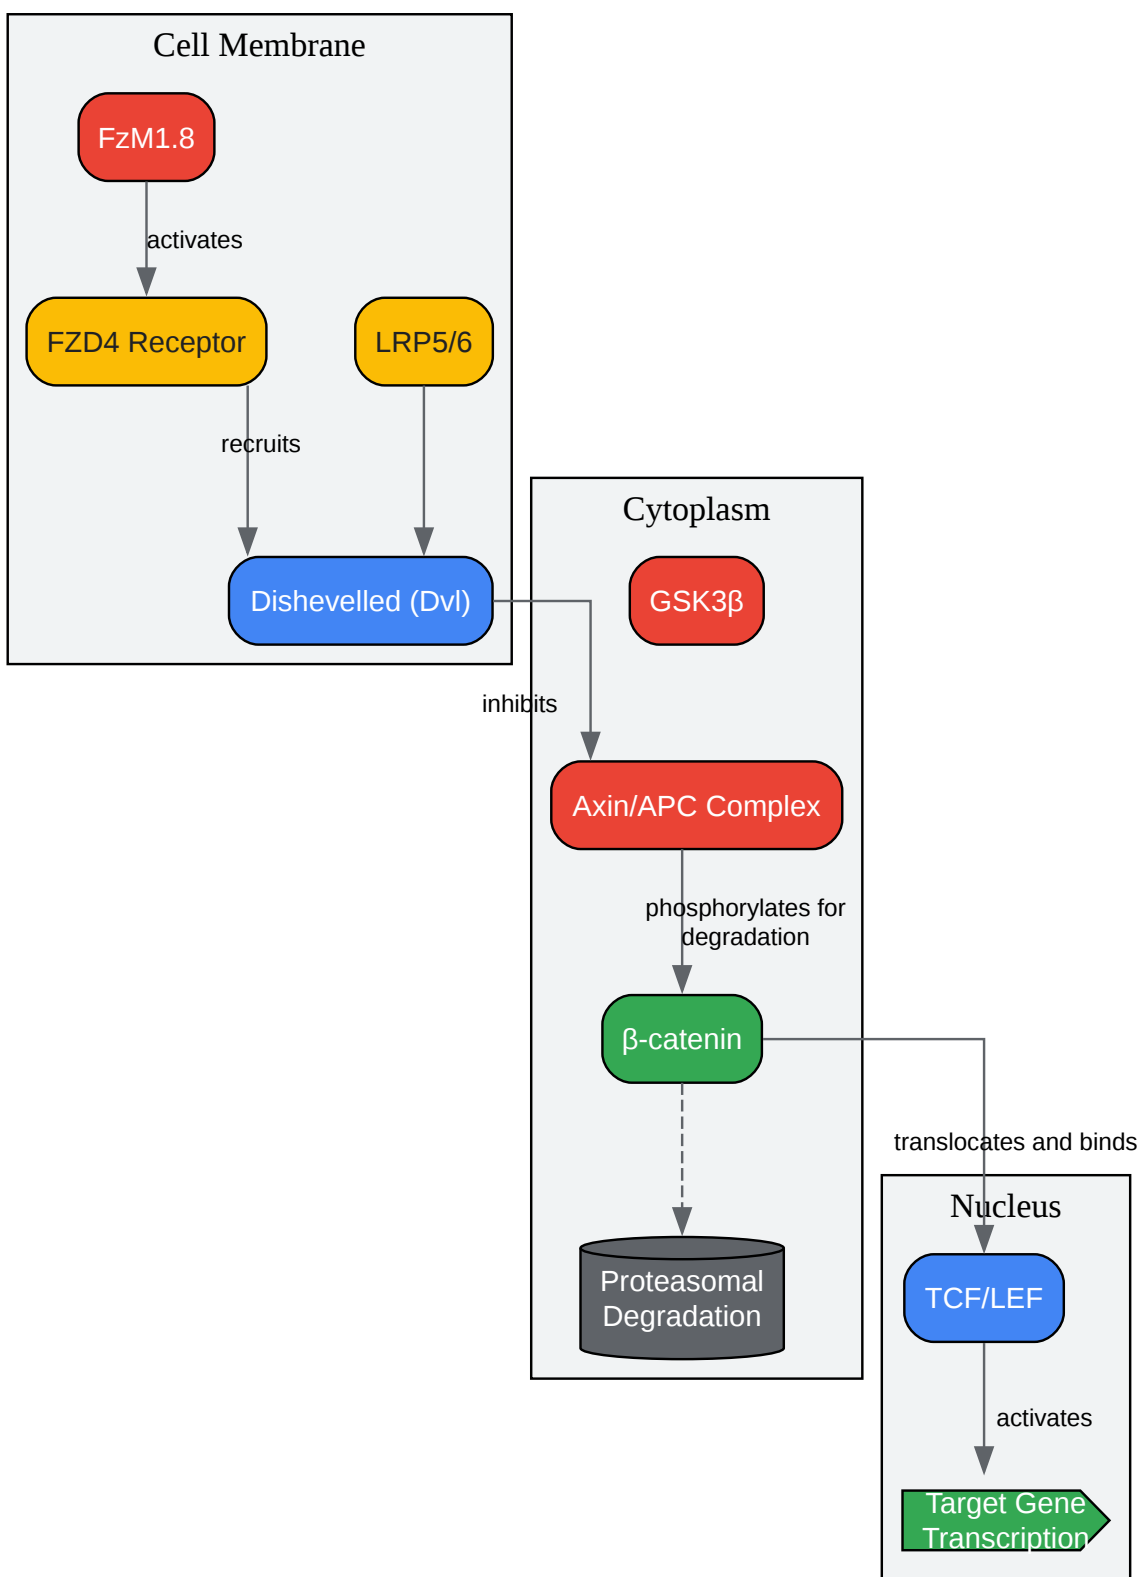 Cell Membrane
FzM1.8
activates
FZD4 Receptor
LRP5/6
recruits
Dishevelled (Dvl)
Cytoplasm
GSK3β
inhibits
Axin/APC Complex
phosphorylates for
degradation
β-catenin
translocates and binds
Proteasomal
Degradation
Nucleus
TCF/LEF
activates
Target Gene
Transcription